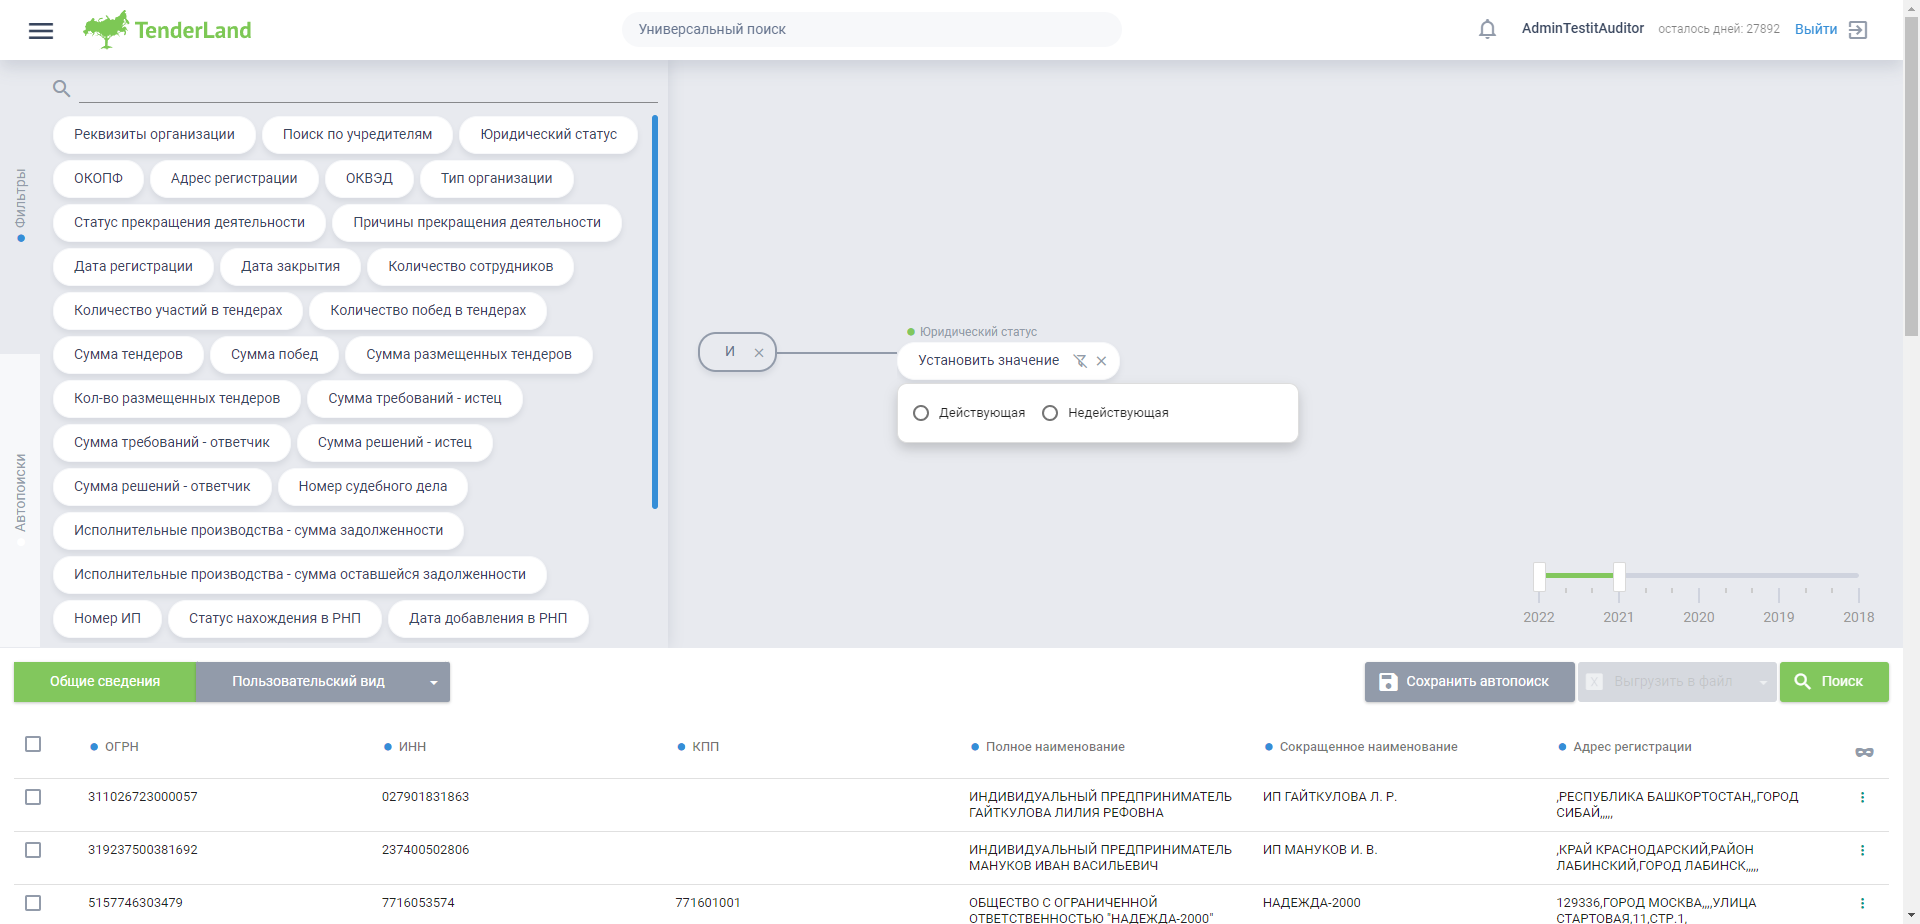 TenderLand
Универсальный поиск
AdminTestitAuditor
осталось дней: 27892
Выйти
Фильтры
Автопоиски
Реквизиты организации
Поиск по учредителям
Юридический статус
ОКОПФ
Адрес регистрации
ОКВЭД
Тип организации
Статус прекращения деятельности
Причины прекращения деятельности
Дата регистрации
Дата закрытия
Количество сотрудников
Количество участий в тендерах
Количество побед в тендерах
Сумма тендеров
Сумма побед
Сумма размещенных тендеров
Кол-во размещенных тендеров
Сумма требований - истец
Сумма требований - ответчик
Сумма решений - истец
Сумма решений - ответчик
Номер судебного дела
Исполнительные производства - сумма задолженности
Исполнительные производства - сумма оставшейся задолженности
Номер ИП
Статус нахождения в РНП
Дата добавления в РНП
И
Юридический статус
Установить значение
Действующая
Недействующая
2022
2021
2020
2019
2018
Общие сведения
Пользовательский вид
Сохранить автопоиск
Выгрузить в файл
Поиск
ОГРН
ИНН
КПП
Полное наименование
Сокращенное наименование
Адрес регистрации
311026723000057
027901831863
ИНДИВИДУАЛЬНЫЙ ПРЕДПРИНИМАТЕЛЬ
ГАЙТКУЛОВА ЛИЛИЯ РЕФОВНА
ИП ГАЙТКУЛОВА Л. Р.
,РЕСПУБЛИКА БАШКОРТОСТАН,,ГОРОД
СИБАЙ,,,,,
319237500381692
237400502806
ИНДИВИДУАЛЬНЫЙ ПРЕДПРИНИМАТЕЛЬ
МАНУКОВ ИВАН ВАСИЛЬЕВИЧ
ИП МАНУКОВ И. В.
,КРАЙ КРАСНОДАРСКИЙ,РАЙОН
ЛАБИНСКИЙ,ГОРОД ЛАБИНСК,,,,,
5157746303479
7716053574
771601001
ОБЩЕСТВО С ОГРАНИЧЕННОЙ
ОТВЕТСТВЕННОСТЬЮ "НАДЕЖДА-2000"
НАДЕЖДА-2000
129336,ГОРОД МОСКВА,,,,УЛИЦА
СТАРТОВАЯ,11,СТР.1,